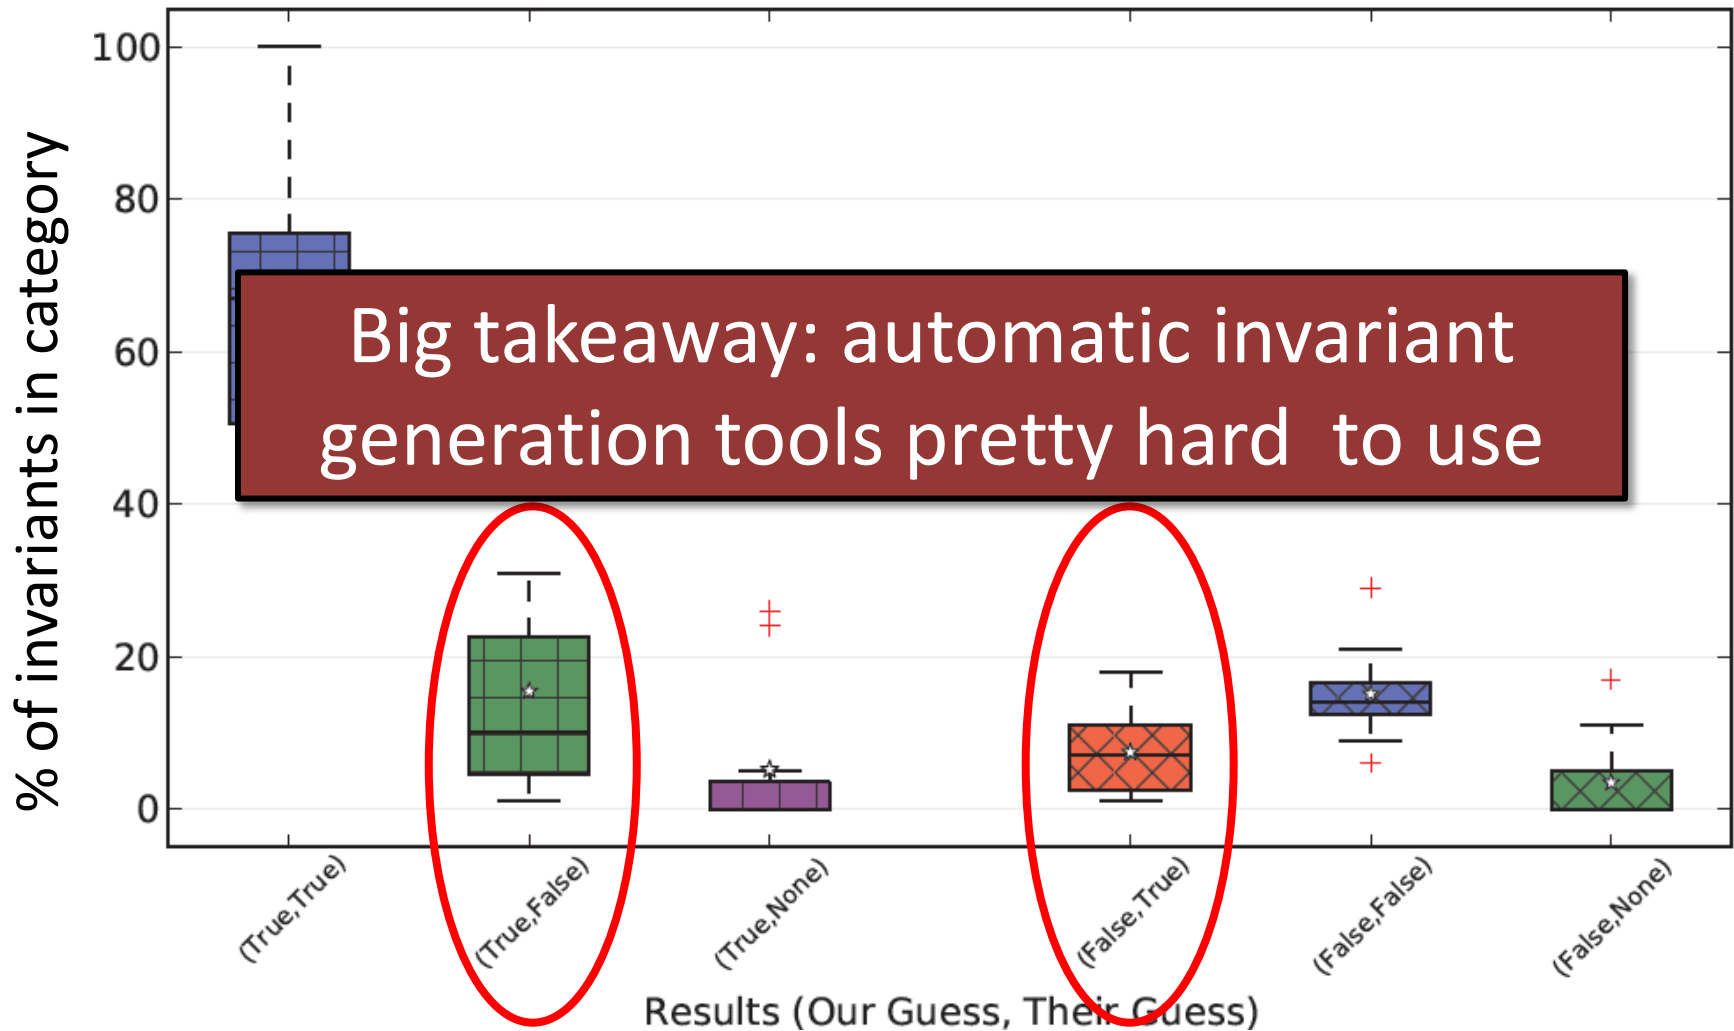 % of invariants in category
100
80
60
40
20
0
Big takeaway: automatic invariant
generation tools pretty hard  to use
(True,True)
(True,False)
(True,None)
(False,True)
(False,False)
(False,None)
Results (Our Guess, Their Guess)